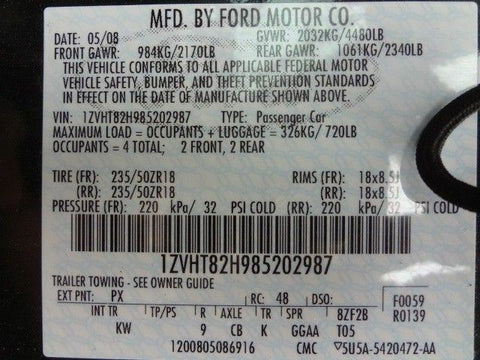 MFD. BY FORD MOTOR CO.
DATE: 05/08 GVWR: 2032KG/4480LB
FRONT GAWR: 984KG/2170LB REAR GAWR: 1061KG/2340LB
THIS VEHICLE CONFORMS TO ALL APPLICABLE FEDERAL MOTOR
VEHICLE SAFETY, BUMPER, AND THEFT PREVENTION STANDARDS
IN EFFECT ON THE DATE OF MANUFACTURE SHOWN ABOVE.
VIN: 1ZVHT82H985202987 TYPE: Passenger Car
MAXIMUM LOAD = OCCUPANTS + LUGGAGE = 326KG/720LB
OCCUPANTS = 4 TOTAL; 2 FRONT, 2 REAR
TIRE (FR): 235/50ZR18 RIMS (FR): 18x8.5J
(RR): 235/50ZR18 (RR): 18x8.5J
PRESSURE (FR): 220 kPa/ 32 PSI COLD (RR): 220 kPa/ 32 PSI COLD
1ZVHT82H985202987
TRAILER TOWING - SEE OWNER GUIDE
EXT PNT: PX RC: 48 DSO: F0059
INT TR TP/PS R AXLE TR SPR 8ZF2B R0139
KW 9 CB K GGAA T05
1200805086916 CMC 5U5A-5420472-AA